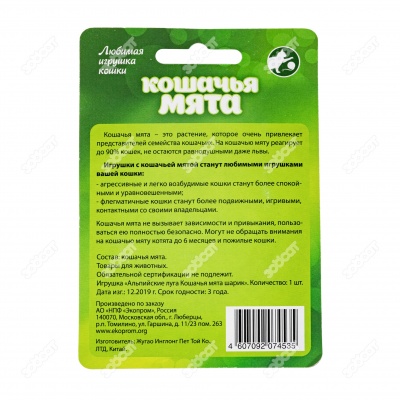 Любимая
игрушка
кошки
кошачья
мята
Кошачья мята – это растение, которое очень привлекает
представителей семейства кошачьих. На кошачью мяту реагирует
до 90% кошек, не остаются равнодушными даже львы.
Игрушки с кошачьей мятой станут любимыми игрушками
вашей кошки:
- агрессивные и легко возбудимые кошки станут более спокой-
ными и уравновешенными;
- флегматичные кошки станут более подвижными, игривыми,
контактными со своими владельцами.
Кошачья мята не вызывает зависимости и привыкания, пользо-
ваться ею полностью безопасно. Могут не обращать внимания
на кошачью мяту котята до 6 месяцев и пожилые кошки.
Состав: кошачья мята.
Товары для животных.
Обязательной сертификации не подлежит.
Игрушка «Альпийские луга Кошачья мята шарик». Количество: 1 шт.
Дата изг.: 12.2019 г. Срок годности: 3 года.
Произведено по заказу
АО «НПФ «Экопром», Россия
140070, Московская обл., г. Люберцы,
р.п. Томилино, ул. Гаршина, д. 11/23 пом. 263
www.ekoprom.org
Изготовитель: Жугао Инглонт Пет Той Ко.
ЛТД, Китай
4 607092 074535